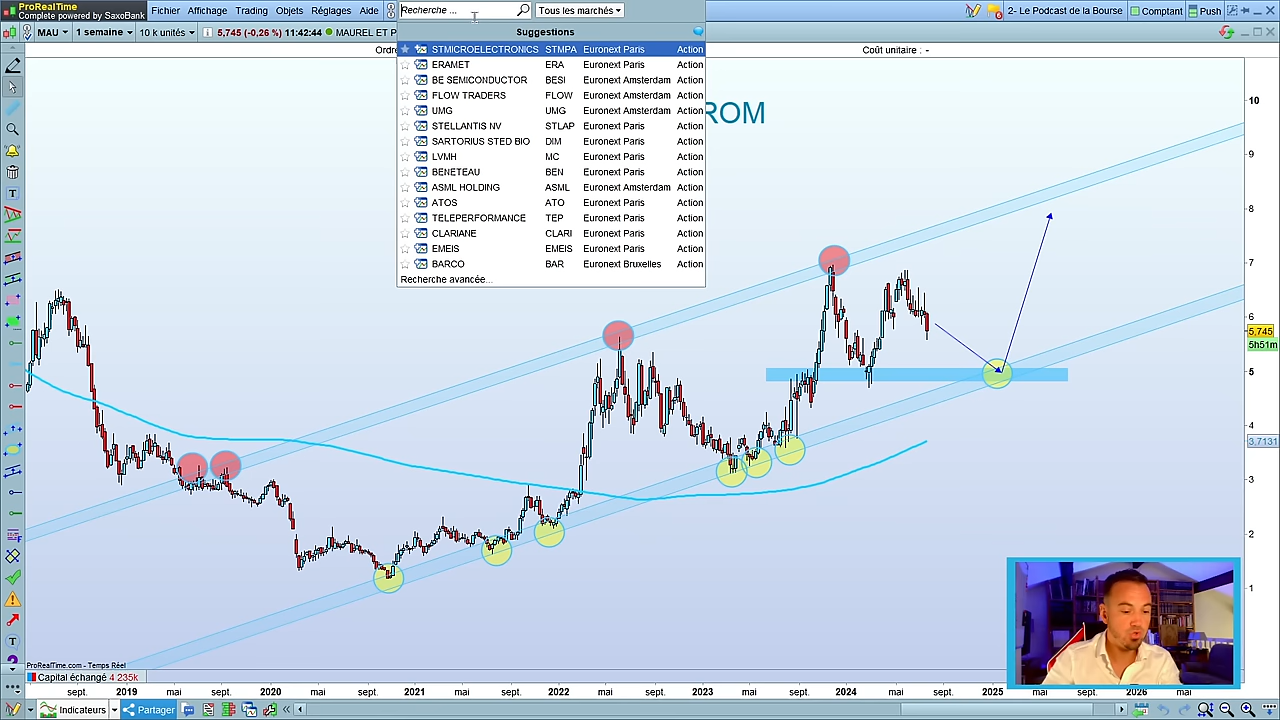 ProRealTime
Complete powered by SaxoBank
Fichier Affichage Trading Objets Réglages Aide
Recherche ...
Tous les marchés
2- Le Podcast de la Bourse
Comptant
Push
MAU 1 semaine 10 k unités
5,745 (-0,26 %) 11:42:44 MAUREL ET P
Ordre
Coût unitaire : -
Suggestions
STMICROELECTRONICS STMPA Euronext Paris Action
ERAMET ERA Euronext Paris Action
BE SEMICONDUCTOR BESI Euronext Amsterdam Action
FLOW TRADERS FLOW Euronext Amsterdam Action
UMG UMG Euronext Amsterdam Action
STELLANTIS NV STLAP Euronext Paris Action
SARTORIUS STED BIO DIM Euronext Paris Action
LVMH MC Euronext Paris Action
BENETEAU BEN Euronext Paris Action
ASML HOLDING ASML Euronext Amsterdam Action
ATOS ATO Euronext Paris Action
TELEPERFORMANCE TEP Euronext Paris Action
CLARIANE CLARI Euronext Paris Action
EMEIS EMEIS Euronext Paris Action
BARCO BAR Euronext Bruxelles Action
Recherche avancée...
ROM
10
9
8
7
6
5,745
5h51m
5
4
3,7131
3
2
1
ProRealTime.com - Temps Réel
Capital échangé 4 235k
sept. 2019 mai sept. 2020 mai sept. 2021 mai sept. 2022 mai sept. 2023 mai sept. 2024 mai sept. 2025 mai sept. 2026 mai
Indicateurs
Partager